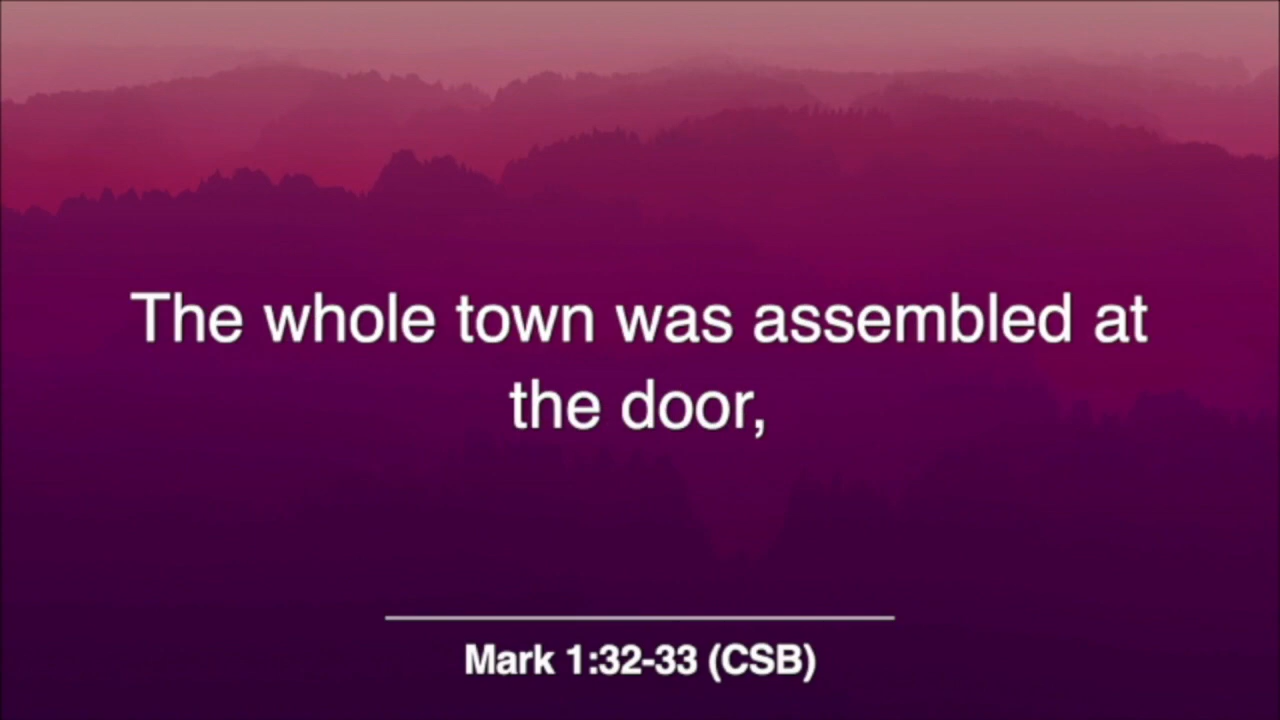 The whole town was assembled at
the door,
Mark 1:32-33 (CSB)